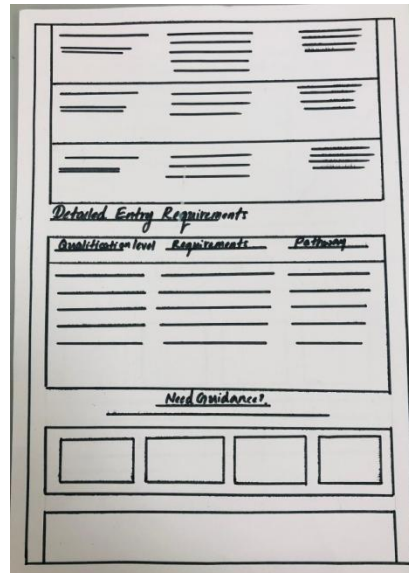 Detailed Entry Requirements
Qualification level Requirements Pathway
Need Guidance?